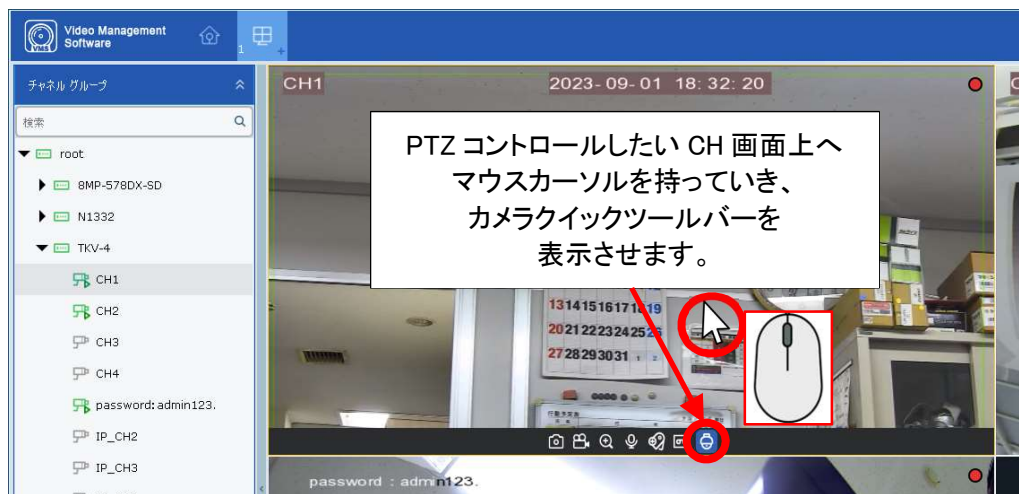 Video Management
Software
1
チャネル グループ
検索
root
8MP-578DX-SD
N1332
TKV-4
CH1
CH2
CH3
CH4
password: admin123.
IP_CH2
IP_CH3
CH1
2023-09-01 18:32:20
PTZ コントロールしたい CH 画面上へ
マウスカーソルを持っていき、
カメラクイックツールバーを
表示させます。
13 14 15 16 17 18 19
20 21 22 23 24 25 26
27 28 29 30 31 1 2
password : admin123.